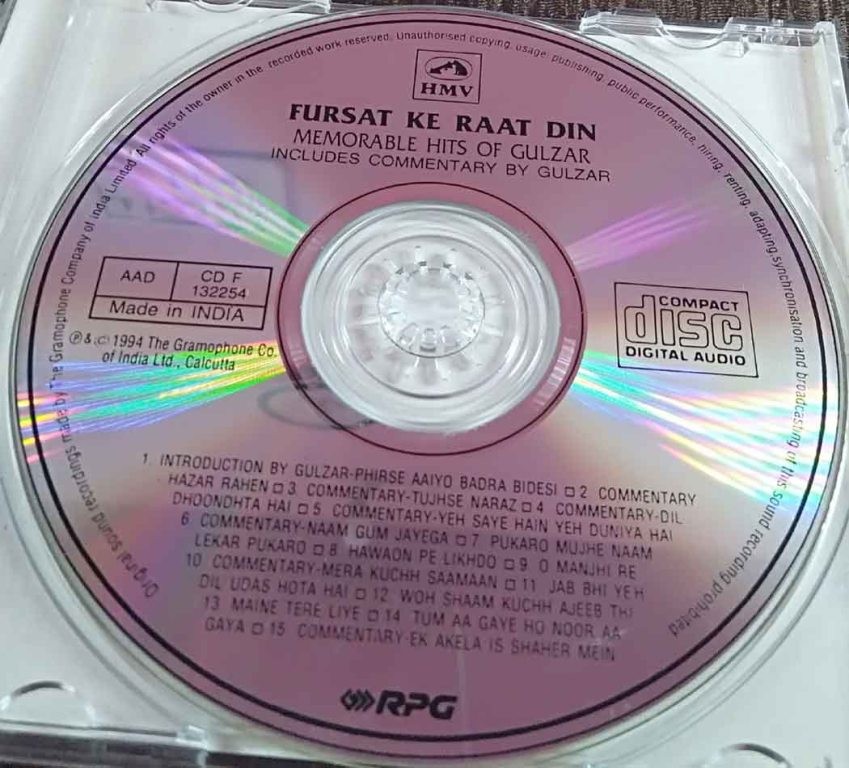 Original sound recordings made by The Gramophone Company of India Limited. All rights of the owner in the recorded work reserved. Unauthorised copying, usage, publishing, public performance, hiring, renting, adapting, synchronisation and broadcasting of this sound recording prohibited
HMV
FURSAT KE RAAT DIN
MEMORABLE HITS OF GULZAR
INCLUDES COMMENTARY BY GULZAR
AAD
CD F
132254
Made in INDIA
℗ & © 1994 The Gramophone Co.
of India Ltd., Calcutta
COMPACT
disc
DIGITAL AUDIO
1 INTRODUCTION BY GULZAR-PHIRSE AAIYO BADRA BIDESI □ 2 COMMENTARY
- HAZAR RAHEN □ 3 COMMENTARY-TUJHSE NARAZ □ 4 COMMENTARY-DIL
DHOONDHTA HAI □ 5 COMMENTARY-YEH SAYE HAIN YEH DUNIYA HAI
6 COMMENTARY-NAAM GUM JAYEGA □ 7 PUKARO MUJHE NAAM
LEKAR PUKARO □ 8 HAWAON PE LIKHDO □ 9 O MANJHI RE
10 COMMENTARY-MERA KUCHH SAAMAAN □ 11 JAB BHI YEH
DIL UDAS HOTA HAI □ 12 WOH SHAAM KUCHH AJEEB THI
13 MAINE TERE LIYE □ 14 TUM AA GAYE HO NOOR AA
GAYA □ 15 COMMENTARY-EK AKELA IS SHAHER MEIN
RPG